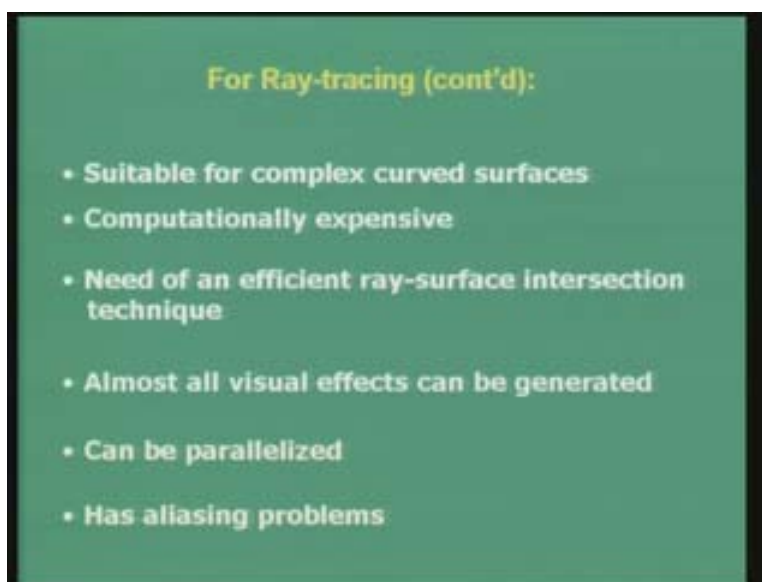 For Ray-tracing (cont'd):
• Suitable for complex curved surfaces
• Computationally expensive
• Need of an efficient ray-surface intersection
technique
• Almost all visual effects can be generated
• Can be parallelized
• Has aliasing problems